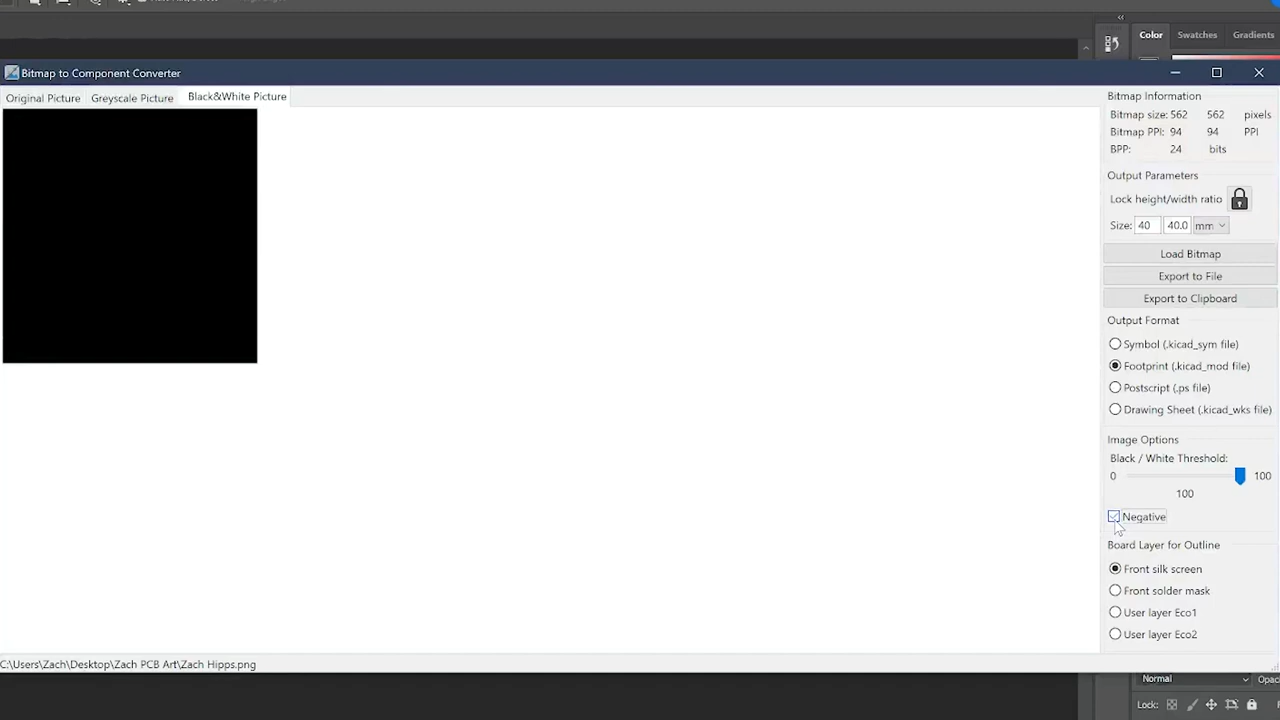 Color Swatches Gradients
Bitmap to Component Converter
Original Picture Greyscale Picture Black&White Picture
Bitmap Information
Bitmap size: 562 562 pixels
Bitmap PPI: 94 94 PPI
BPP: 24 bits
Output Parameters
Lock height/width ratio
Size: 40 40.0 mm
Load Bitmap
Export to File
Export to Clipboard
Output Format
Symbol (.kicad_sym file)
Footprint (.kicad_mod file)
Postscript (.ps file)
Drawing Sheet (.kicad_wks file)
Image Options
Black / White Threshold:
0 100
100
Negative
Board Layer for Outline
Front silk screen
Front solder mask
User layer Eco1
User layer Eco2
C:\Users\Zach\Desktop\Zach PCB Art\Zach Hipps.png
Normal Opac
Lock: